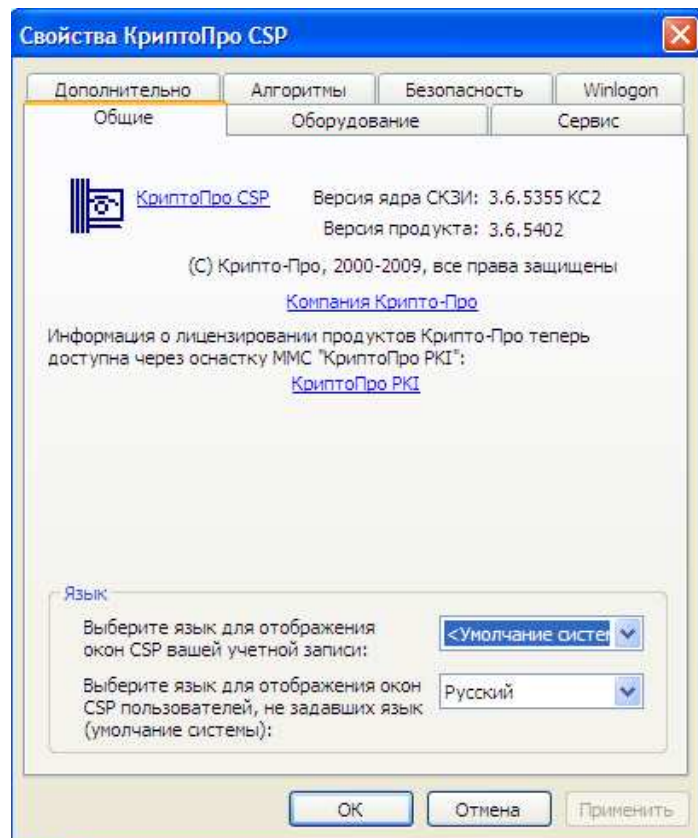 Свойства КриптоПро CSP
Дополнительно Алгоритмы Безопасность Winlogon
Общие Оборудование Сервис
КриптоПро CSP Версия ядра СКЗИ: 3.6.5355 КС2
Версия продукта: 3.6.5402
(C) Крипто-Про, 2000-2009, все права защищены
Компания Крипто-Про
Информация о лицензировании продуктов Крипто-Про теперь
доступна через оснастку MMC "КриптоПро PKI":
КриптоПро PKI
Язык
Выберите язык для отображения
окон CSP вашей учетной записи:
<Умолчание систем
Выберите язык для отображения окон
CSP пользователей, не задавших язык
(умолчание системы):
Русский
ОК Отмена Применить